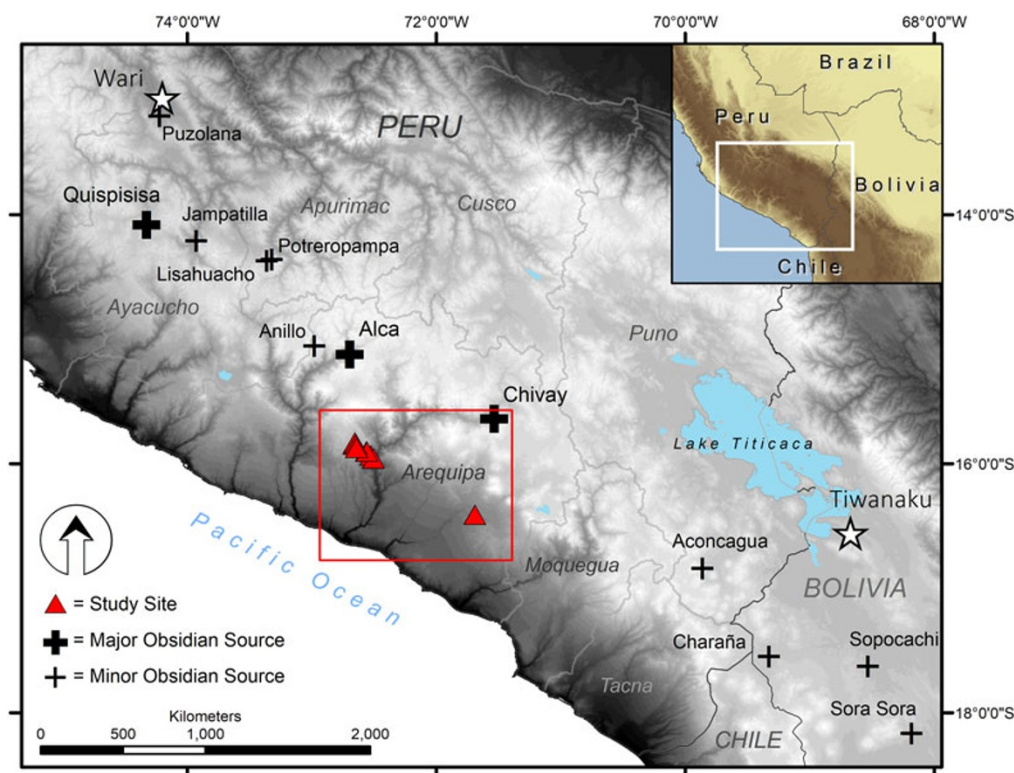 74°0'0"W
72°0'0"W
70°0'0"W
68°0'0"W
Wari
Puzolana
PERU
Brazil
Peru
Bolivia
Chile
Quispisisa
Jampatilla
Apurimac
Cusco
14°0'0"S
Potreropampa
Lisahuacho
Ayacucho
Anillo
Alca
Puno
Chivay
Lake Titicaca
Arequipa
16°0'0"S
Tiwanaku
Pacific Ocean
Aconcagua
Moquegua
BOLIVIA
= Study Site
= Major Obsidian Source
Charaña
Sopocachi
= Minor Obsidian Source
Tacna
Sora Sora
18°0'0"S
Kilometers
0 500 1,000 2,000
CHILE